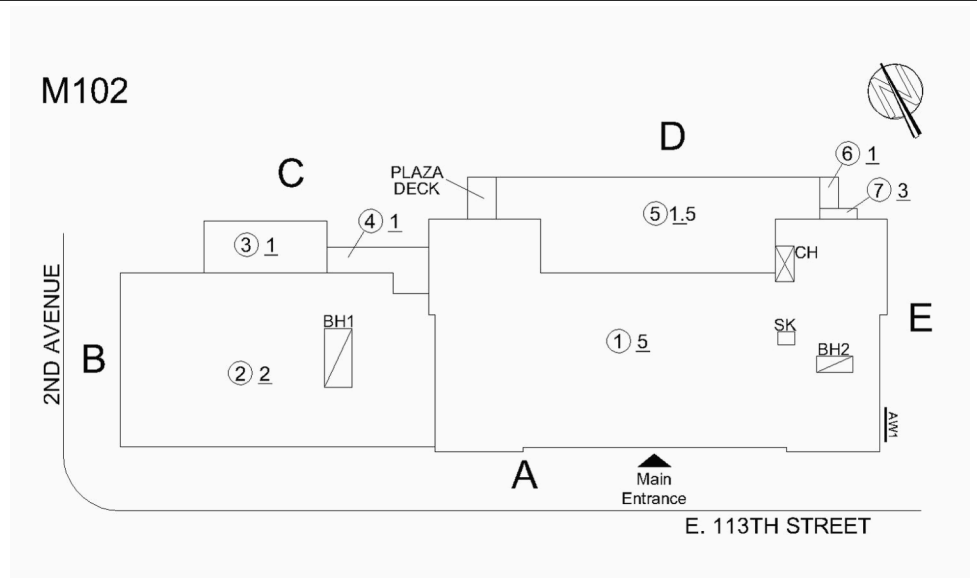 M102
D
C
PLAZA
DECK
6 1
7 3
4 1
5 1.5
3 1
CH
2ND AVENUE
E
B
BH1
SK
1 5
BH2
2 2
AW1
A
Main
Entrance
E. 113TH STREET